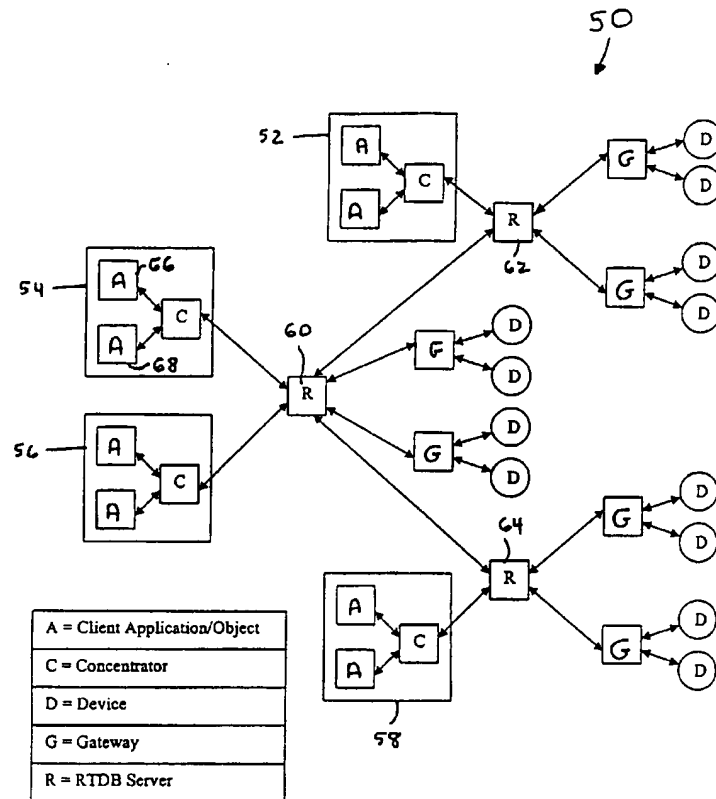 50
52
A
C
A
R
62
G
D
D
G
D
D
54
A
66
C
A
68
60
R
G
D
D
G
D
D
56
A
C
A
64
R
G
D
D
G
D
D
A
C
A
58
A = Client Application/Object
C = Concentrator
D = Device
G = Gateway
R = RTDB Server